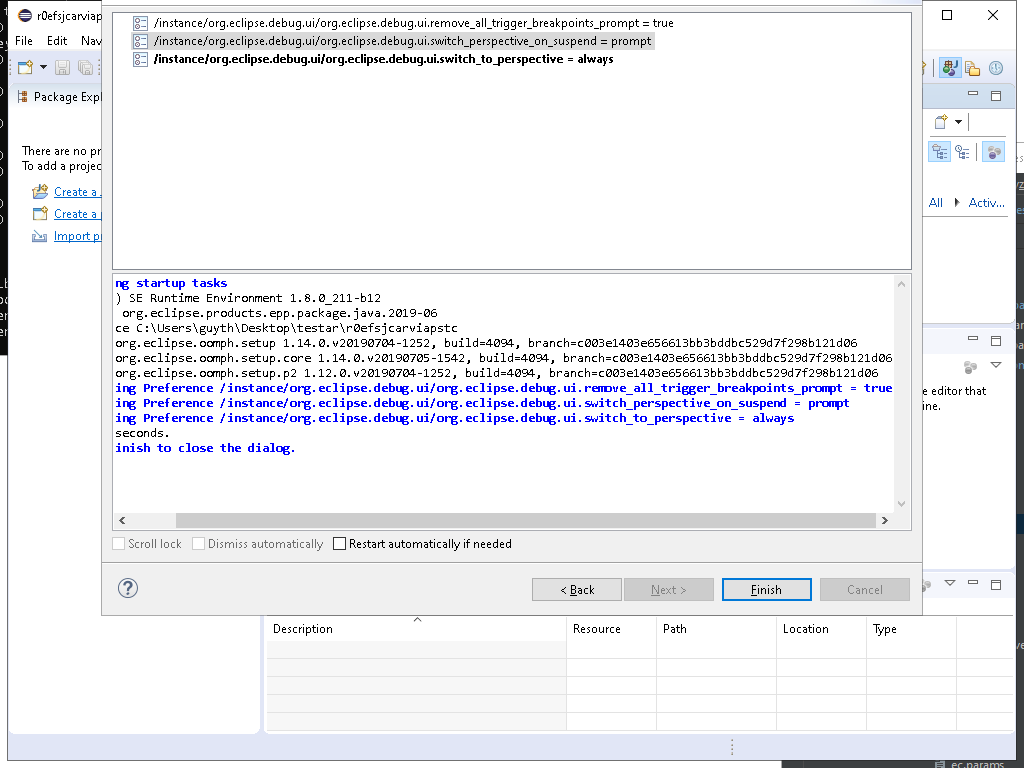 r0efsjcarviap
File Edit Nav
Package Expl
There are no pr
To add a projec
Create a
Create a
Import pr
/instance/org.eclipse.debug.ui/org.eclipse.debug.ui.remove_all_trigger_breakpoints_prompt = true
/instance/org.eclipse.debug.ui/org.eclipse.debug.ui.switch_perspective_on_suspend = prompt
/instance/org.eclipse.debug.ui/org.eclipse.debug.ui.switch_to_perspective = always
All Activ...
ng startup tasks
) SE Runtime Environment 1.8.0_211-b12
org.eclipse.products.epp.package.java.2019-06
ce C:\Users\guyth\Desktop\testar\r0efsjcarviapstc
org.eclipse.oomph.setup 1.14.0.v20190704-1252, build=4094, branch=c003e1403e656613bb3bddbc529d7f298b121d06
org.eclipse.oomph.setup.core 1.14.0.v20190705-1542, build=4094, branch=c003e1403e656613bb3bddbc529d7f298b121d06
org.eclipse.oomph.setup.p2 1.12.0.v20190704-1252, build=4094, branch=c003e1403e656613bb3bddbc529d7f298b121d06
ing Preference /instance/org.eclipse.debug.ui/org.eclipse.debug.ui.remove_all_trigger_breakpoints_prompt = true
ing Preference /instance/org.eclipse.debug.ui/org.eclipse.debug.ui.switch_perspective_on_suspend = prompt
ing Preference /instance/org.eclipse.debug.ui/org.eclipse.debug.ui.switch_to_perspective = always
seconds.
inish to close the dialog.
e editor that
ine.
Scroll lock Dismiss automatically Restart automatically if needed
< Back Next > Finish Cancel
Description Resource Path Location Type
ec.params